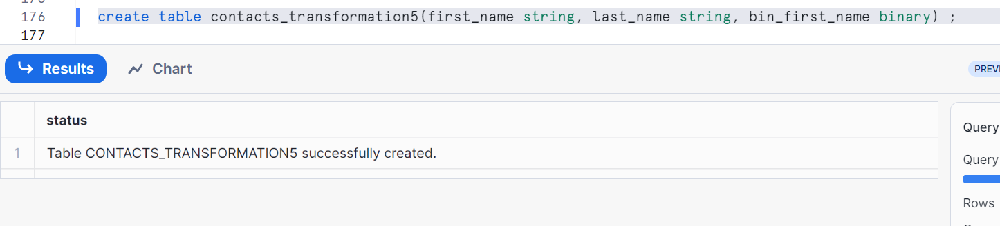 176
create table contacts_transformation5(first_name string, last_name string, bin_first_name binary) ;
177
Results
Chart
status
1
Table CONTACTS_TRANSFORMATION5 successfully created.
Query
Query
Rows